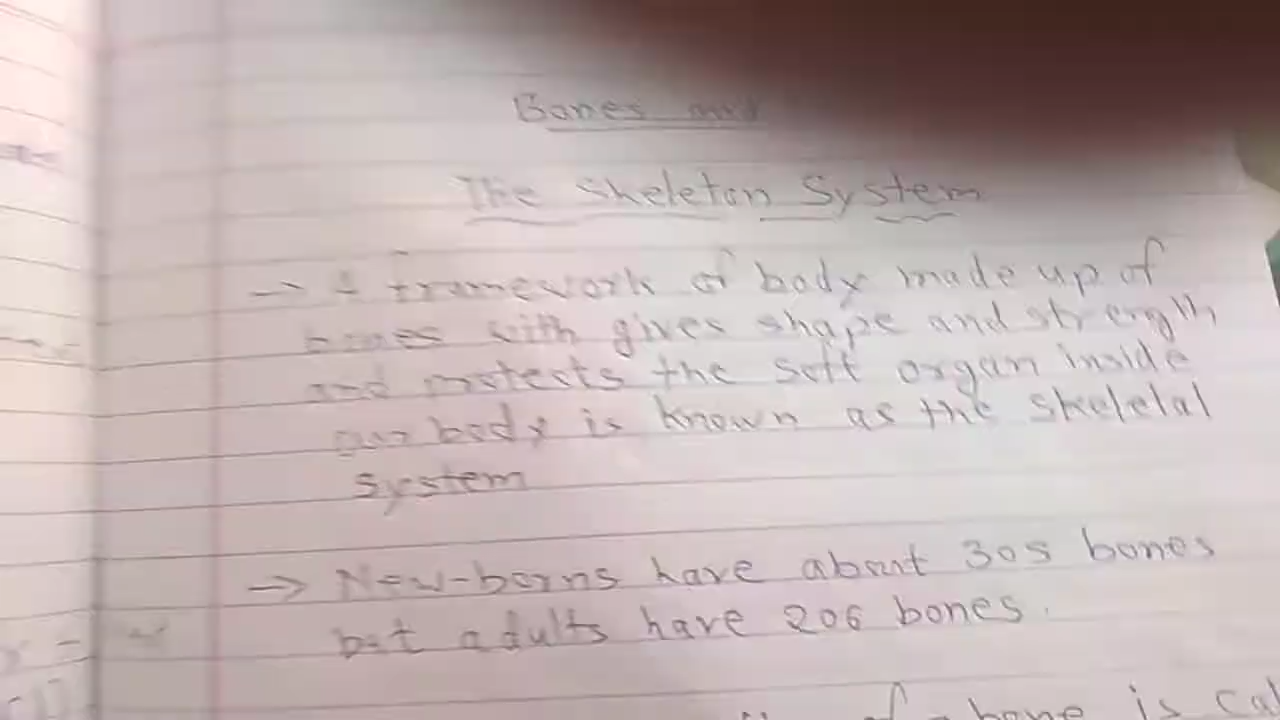 Bones and
The Skeleton System
→ A framework of body made up of
bones with gives shape and strength
and protects the soft organ inside
our body is known as the skeletal
system
→ New-borns have about 305 bones
but adults have 206 bones.
of a bone is